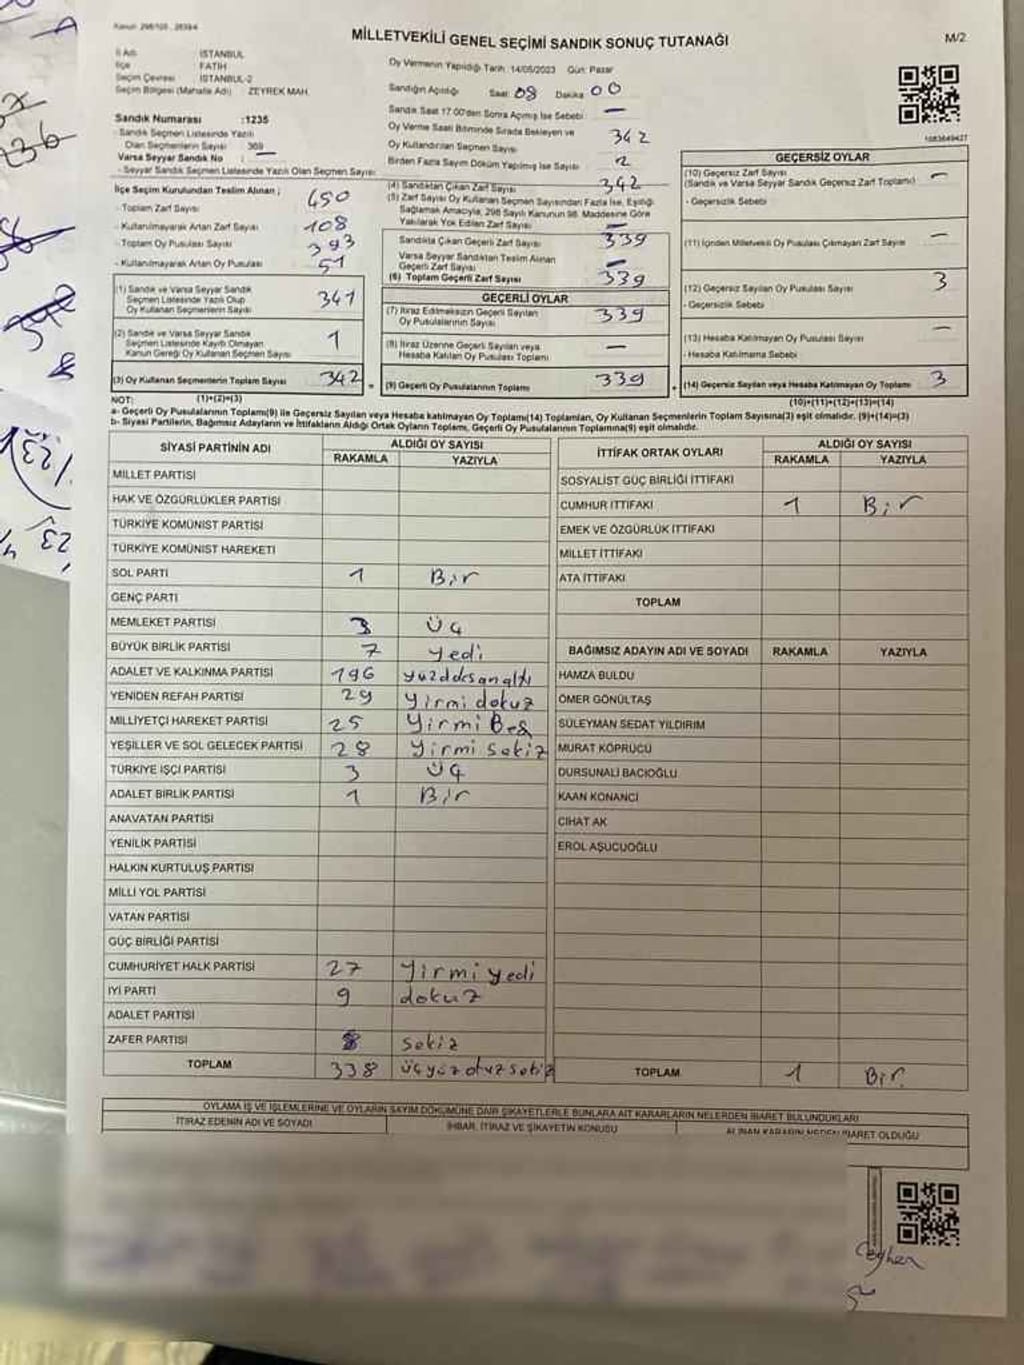 Kanun: 298/105 , 2839/4
MİLLETVEKİLİ GENEL SEÇİMİ SANDIK SONUÇ TUTANAĞI
M/2
İl Adı İSTANBUL
İlçe FATİH
Seçim Çevresi İSTANBUL-2
Seçim Bölgesi (Mahalle Adı) ZEYREK MAH.
Sandık Numarası :1235
- Sandık Seçmen Listesinde Yazılı
Olan Seçmenlerin Sayısı 369
Varsa Seyyar Sandık No —
- Seyyar Sandık Seçmen Listesinde Yazılı Olan Seçmen Sayısı
İlçe Seçim Kurulundan Teslim Alınan ;
- Toplam Zarf Sayısı 450
- Kullanılmayarak Artan Zarf Sayısı 108
- Toplam Oy Pusulası Sayısı 393
- Kullanılmayarak Artan Oy Pusulası 51
(1) Sandık ve Varsa Seyyar Sandık
Seçmen Listesinde Yazılı Olup
Oy Kullanan Seçmenlerin Sayısı 341
(2) Sandık ve Varsa Seyyar Sandık
Seçmen Listesinde Kayıtlı Olmayan
Kanun Gereği Oy Kullanan Seçmen Sayısı 1
(3) Oy Kullanan Seçmenlerin Toplam Sayısı 342
Oy Vermenin Yapıldığı Tarih :14/05/2023 Gün: Pazar
Sandığın Açıldığı Saat: 08 Dakika 00
Sandık Saat 17:00'den Sonra Açılmış İse Sebebi —
Oy Verme Saati Bitiminde Sırada Bekleyen ve
Oy Kullandırılan Seçmen Sayısı 342
Birden Fazla Sayım Döküm Yapılmış İse Sayısı 2
(4) Sandıktan Çıkan Zarf Sayısı 342
(5) Zarf Sayısı Oy Kullanan Seçmen Sayısından Fazla İse, Eşitliği
Sağlamak Amacıyla, 298 Sayılı Kanunun 98. Maddesine Göre
Yakılarak Yok Edilen Zarf Sayısı —
Sandıkta Çıkan Geçerli Zarf Sayısı 339
Varsa Seyyar Sandıktan Teslim Alınan
Geçerli Zarf Sayısı —
(6) Toplam Geçerli Zarf Sayısı 339
GEÇERLİ OYLAR
(7) İtiraz Edilmeksizin Geçerli Sayılan
Oy Pusulalarının Sayısı 339
(8) İtiraz Üzerine Geçerli Sayılan veya
Hesaba Katılan Oy Pusulası Toplamı —
= (9) Geçerli Oy Pusulalarının Toplamı 339
1083649427
GEÇERSİZ OYLAR
(10) Geçersiz Zarf Sayısı —
(Sandık ve Varsa Seyyar Sandık Geçersiz Zarf Toplamı)
- Geçersizlik Sebebi
(11) İçinden Milletvekili Oy Pusulası Çıkmayan Zarf Sayısı —
(12) Geçersiz Sayılan Oy Pusulası Sayısı 3
- Geçersizlik Sebebi
(13) Hesaba Katılmayan Oy Pusulası Sayısı —
- Hesaba Katılmama Sebebi
+ (14) Geçersiz Sayılan veya Hesaba Katılmayan Oy Toplamı 3
NOT: (1)+(2)=(3) (10)+(11)+(12)+(13)=(14)
a- Geçerli Oy Pusulalarının Toplamı(9) ile Geçersiz Sayılan veya Hesaba katılmayan Oy Toplamı(14) Toplamları, Oy Kullanan Seçmenlerin Toplam Sayısına(3) eşit olmalıdır. (9)+(14)=(3)
b- Siyasi Partilerin, Bağımsız Adayların ve İttifakların Aldığı Ortak Oyların Toplamı, Geçerli Oy Pusulalarının Toplamına(9) eşit olmalıdır.
SİYASİ PARTİNİN ADI ALDIĞI OY SAYISI
RAKAMLA YAZIYLA
MİLLET PARTİSİ
HAK VE ÖZGÜRLÜKLER PARTİSİ
TÜRKİYE KOMÜNİST PARTİSİ
TÜRKİYE KOMÜNİST HAREKETİ
SOL PARTİ 1 Bir
GENÇ PARTİ
MEMLEKET PARTİSİ 3 Üç
BÜYÜK BİRLİK PARTİSİ 7 Yedi
ADALET VE KALKINMA PARTİSİ 196 yüzdoksanaltı
YENİDEN REFAH PARTİSİ 29 Yirmi dokuz
MİLLİYETÇİ HAREKET PARTİSİ 25 Yirmi Beş
YEŞİLLER VE SOL GELECEK PARTİSİ 28 Yirmi sekiz
TÜRKİYE İŞÇİ PARTİSİ 3 Üç
ADALET BİRLİK PARTİSİ 1 Bir
ANAVATAN PARTİSİ
YENİLİK PARTİSİ
HALKIN KURTULUŞ PARTİSİ
MİLLİ YOL PARTİSİ
VATAN PARTİSİ
GÜÇ BİRLİĞİ PARTİSİ
CUMHURİYET HALK PARTİSİ 27 Yirmi yedi
İYİ PARTİ 9 dokuz
ADALET PARTİSİ
ZAFER PARTİSİ 8 sekiz
TOPLAM 338 üçyüzotuzsekiz
İTTİFAK ORTAK OYLARI ALDIĞI OY SAYISI
RAKAMLA YAZIYLA
SOSYALİST GÜÇ BİRLİĞİ İTTİFAKI
CUMHUR İTTİFAKI 1 Bir
EMEK VE ÖZGÜRLÜK İTTİFAKI
MİLLET İTTİFAKI
ATA İTTİFAKI
TOPLAM
BAĞIMSIZ ADAYIN ADI VE SOYADI RAKAMLA YAZIYLA
HAMZA BULDU
ÖMER GÖNÜLTAŞ
SÜLEYMAN SEDAT YILDIRIM
MURAT KÖPRÜCÜ
DURSUNALİ BACIOĞLU
KAAN KONANCI
CİHAT AK
EROL AŞUCUOĞLU
TOPLAM 1 Bir
OYLAMA İŞ VE İŞLEMLERİNE VE OYLARIN SAYIM DÖKÜMÜNE DAİR ŞİKAYETLERLE BUNLARA AİT KARARLARIN NELERDEN İBARET BULUNDUKLARI
İTİRAZ EDENİN ADI VE SOYADI İHBAR, İTİRAZ VE ŞİKAYETİN KONUSU ALINAN KARARIN NEDEN İBARET OLDUĞU
Ceyhan